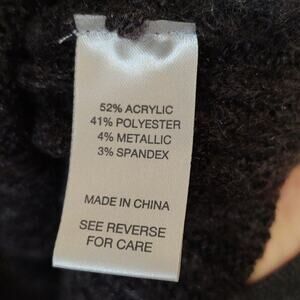 52% ACRYLIC
41% POLYESTER
4% METALLIC
3% SPANDEX
MADE IN CHINA
SEE REVERSE
FOR CARE